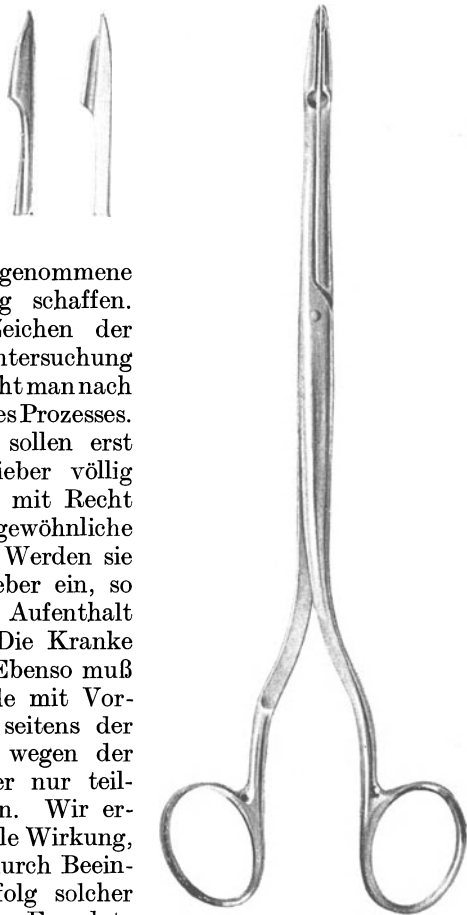 genommene
g schaffen.
eichen der
ntersuchung
ht man nach
es Prozesses.
sollen erst
ieber völlig
mit Recht
gewöhnliche
Werden sie
eber ein, so
Aufenthalt
Die Kranke
Ebenso muß
le mit Vor-
seitens der
wegen der
er nur teil-
n. Wir er-
le Wirkung,
durch Beein-
folg solcher